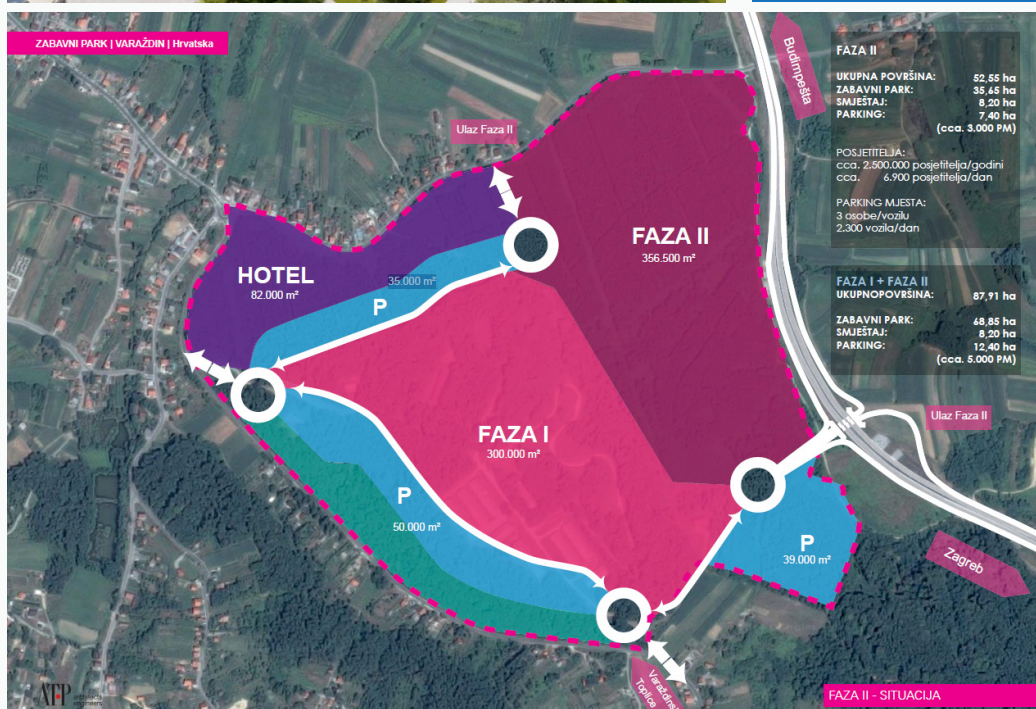 ZABAVNI PARK | VARAŽDIN | Hrvatska
Budimpešta
FAZA II
UKUPNA POVRŠINA: 52,55 ha
ZABAVNI PARK: 35,65 ha
SMJEŠTAJ: 8,20 ha
PARKING: 7,40 ha
(cca. 3.000 PM)
POSJETITELJA:
cca. 2.500.000 posjetitelja/godini
cca. 6.900 posjetitelja/dan
PARKING MJESTA:
3 osobe/vozilu
2.300 vozila/dan
FAZA I + FAZA II
UKUPNOPOVRŠINA: 87,91 ha
ZABAVNI PARK: 68,85 ha
SMJEŠTAJ: 8,20 ha
PARKING: 12,40 ha
(cca. 5.000 PM)
Ulaz Faza II
FAZA II
356.500 m²
HOTEL
82.000 m²
35.000 m²
P
Ulaz Faza II
FAZA I
300.000 m²
P
50.000 m²
P
39.000 m²
Zagreb
Varaždinske
Toplice
ATP architects
engineers
FAZA II - SITUACIJA